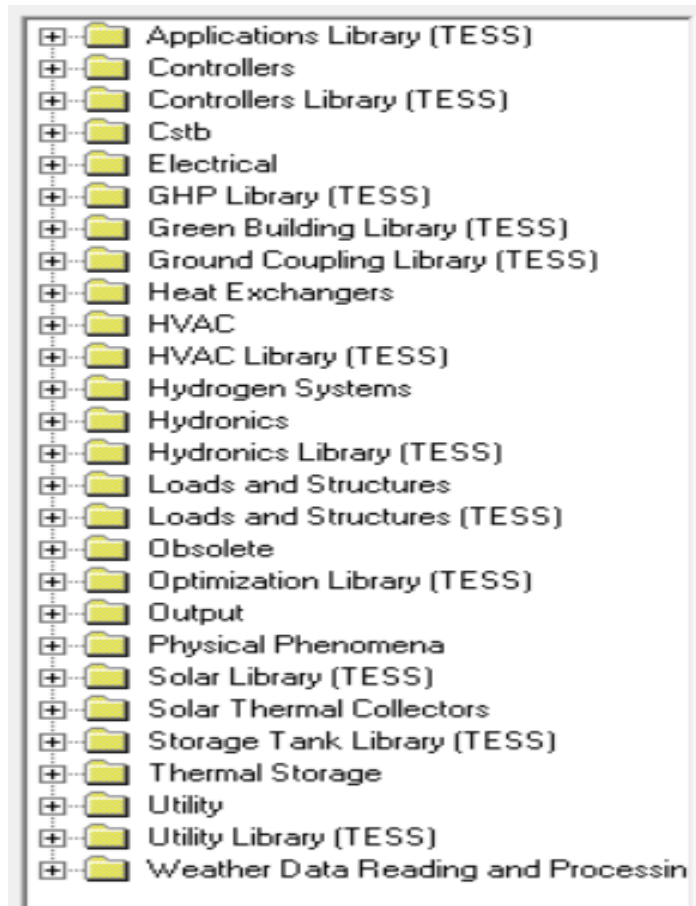 Applications Library (TESS)
Controllers
Controllers Library (TESS)
Cstb
Electrical
GHP Library (TESS)
Green Building Library (TESS)
Ground Coupling Library (TESS)
Heat Exchangers
HVAC
HVAC Library (TESS)
Hydrogen Systems
Hydronics
Hydronics Library (TESS)
Loads and Structures
Loads and Structures (TESS)
Obsolete
Optimization Library (TESS)
Output
Physical Phenomena
Solar Library (TESS)
Solar Thermal Collectors
Storage Tank Library (TESS)
Thermal Storage
Utility
Utility Library (TESS)
Weather Data Reading and Processin